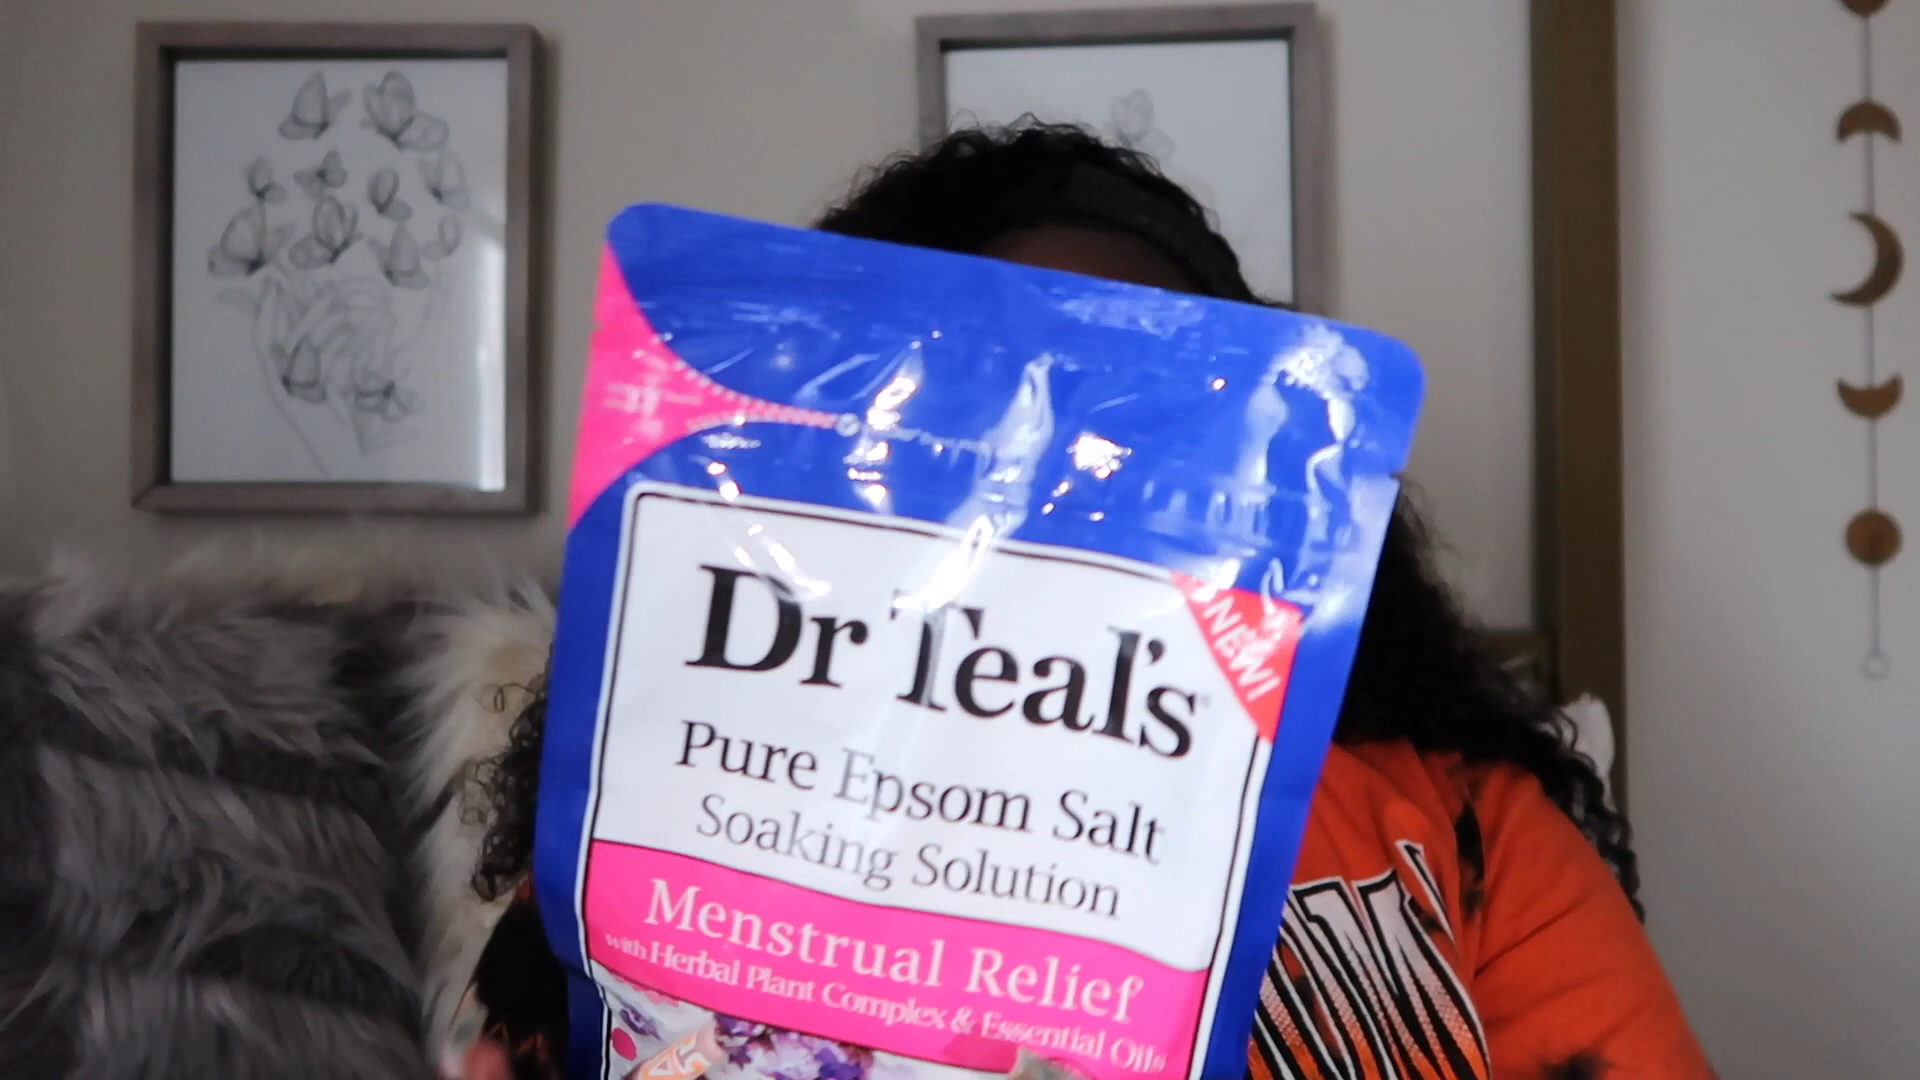 Dr Teal's
NEW!
Pure Epsom Salt
Soaking Solution
Menstrual Relief
with Herbal Plant Complex & Essential Oils